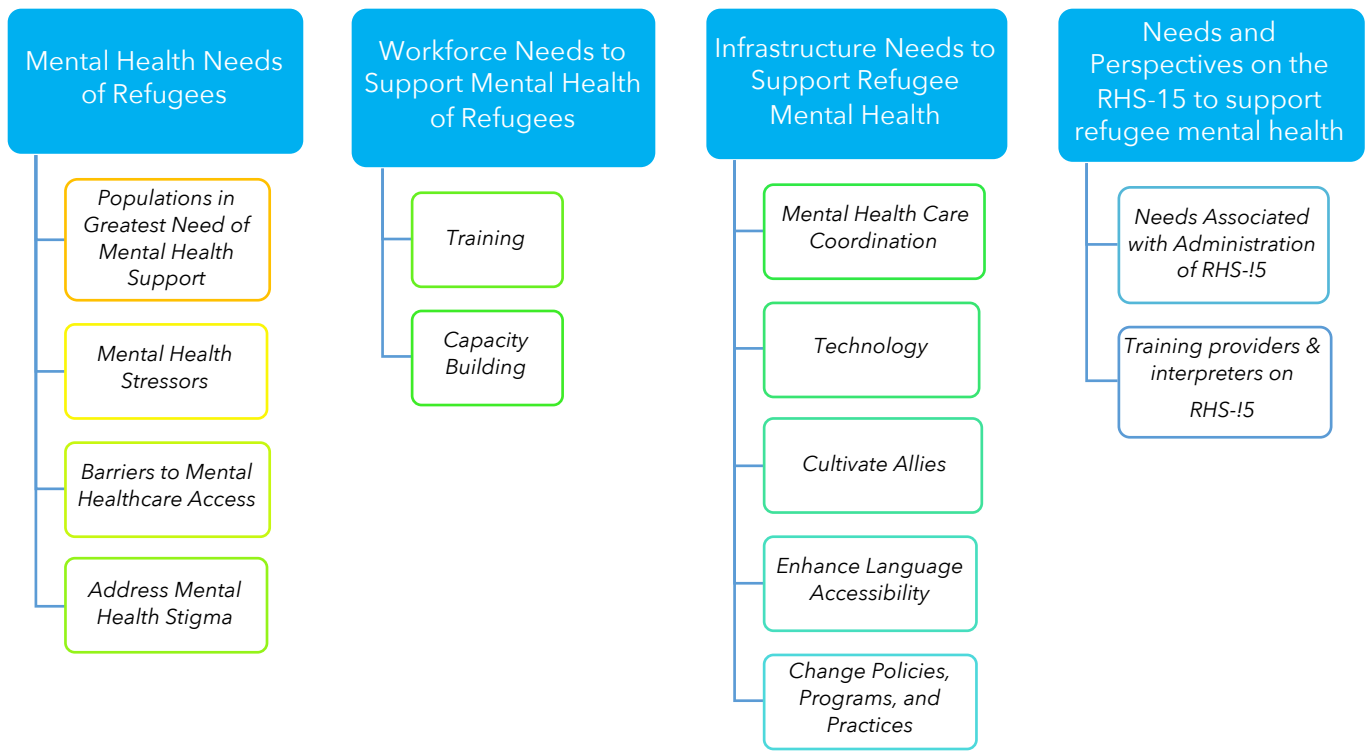 Mental Health Needs
of Refugees
Populations in
Greatest Need of
Mental Health
Support
Mental Health
Stressors
Barriers to Mental
Healthcare Access
Address Mental
Health Stigma
Workforce Needs to
Support Mental Health
of Refugees
Training
Capacity
Building
Infrastructure Needs to
Support Refugee
Mental Health
Mental Health Care
Coordination
Technology
Cultivate Allies
Enhance Language
Accessibility
Change Policies,
Programs, and
Practices
Needs and
Perspectives on the
RHS-15 to support
refugee mental health
Needs Associated
with Administration
of RHS-!5
Training providers &
interpreters on
RHS-!5